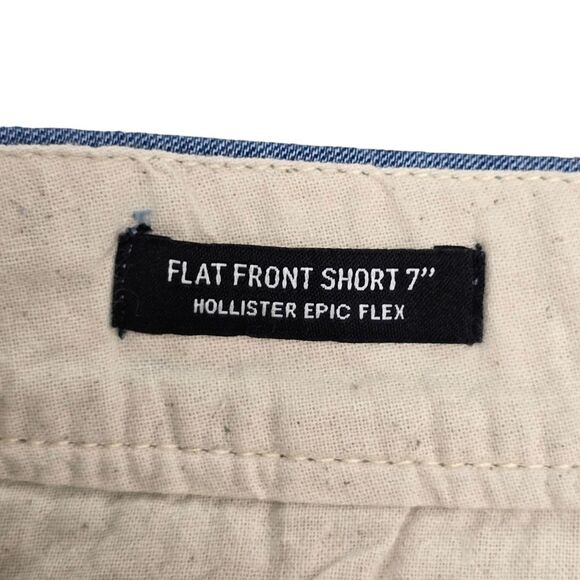 FLAT FRONT SHORT 7”
HOLLISTER EPIC FLEX